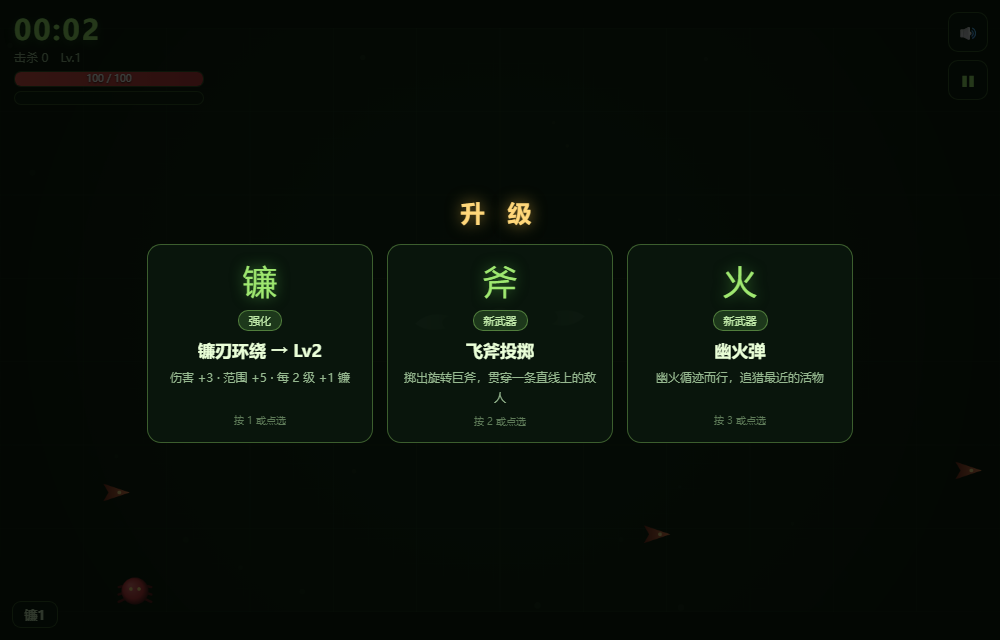 00:02
击杀 0 Lv.1
100 / 100
升 级
镰
强化
镰刃环绕 → Lv2
伤害 +3 · 范围 +5 · 每 2 级 +1 镰
按 1 或点选
斧
新武器
飞斧投掷
掷出旋转巨斧，贯穿一条直线上的敌
人
按 2 或点选
火
新武器
幽火弹
幽火循迹而行，追猎最近的活物
按 3 或点选
镰1